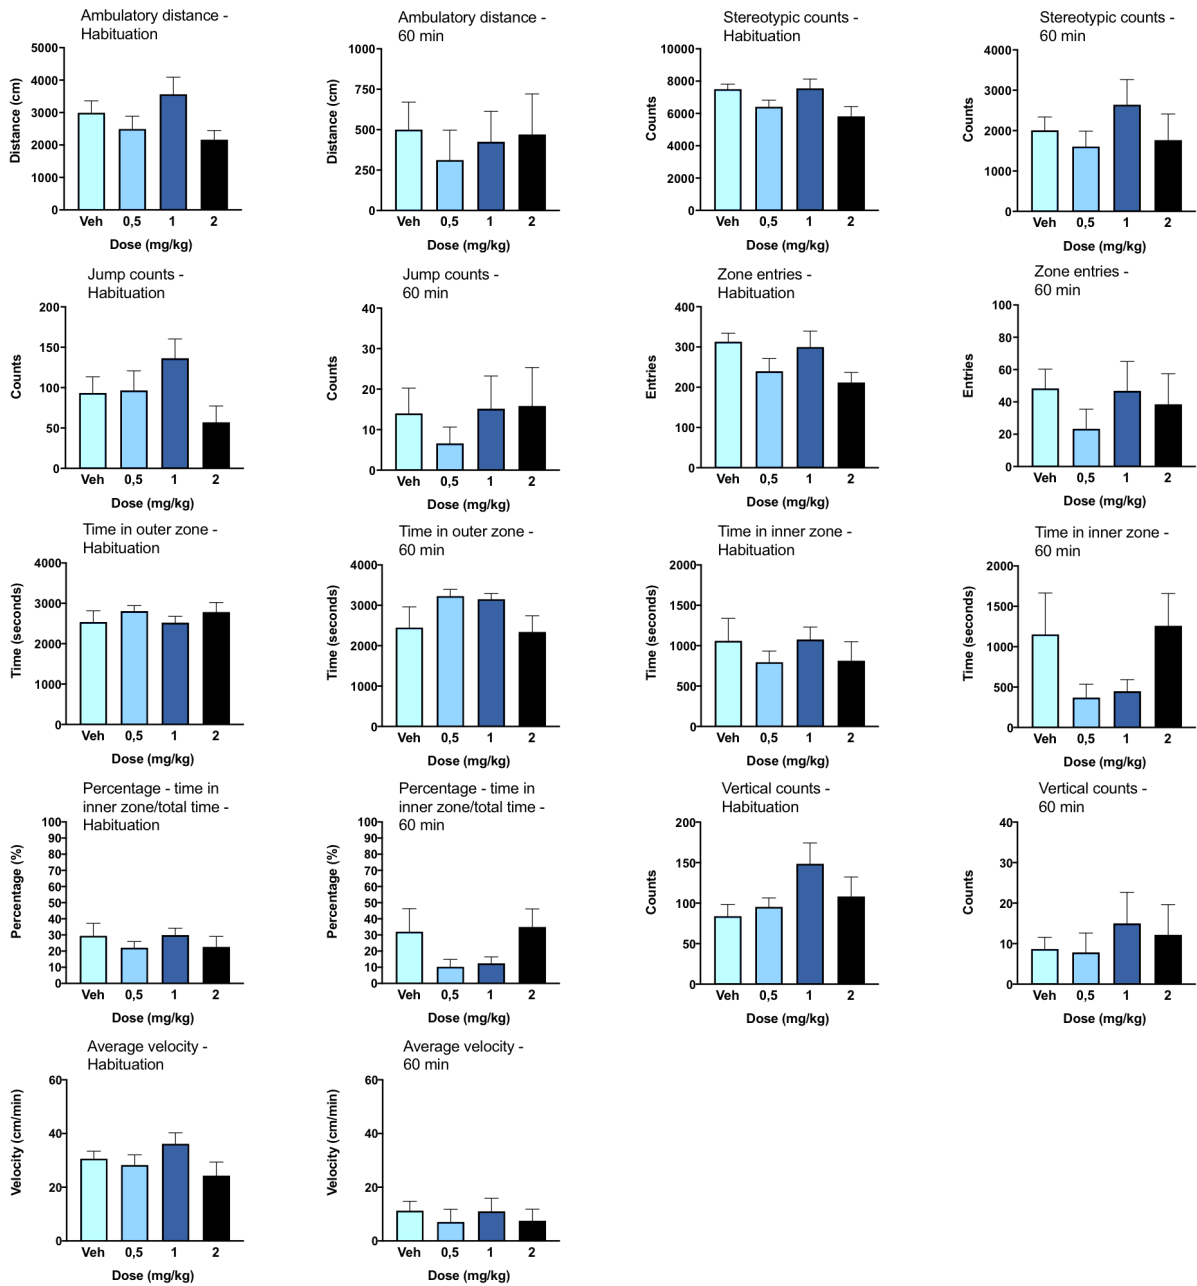 Ambulatory distance -
Habituation
5000
4000
3000
2000
1000
0
Distance (cm)
Veh 0,5 1 2
Dose (mg/kg)
Ambulatory distance -
60 min
1000
750
500
250
0
Distance (cm)
Veh 0,5 1 2
Dose (mg/kg)
Stereotypic counts -
Habituation
10000
8000
6000
4000
2000
0
Counts
Veh 0,5 1 2
Dose (mg/kg)
Stereotypic counts -
60 min
4000
3000
2000
1000
0
Counts
Veh 0,5 1 2
Dose (mg/kg)
Jump counts -
Habituation
200
150
100
50
0
Counts
Veh 0,5 1 2
Dose (mg/kg)
Jump counts -
60 min
40
30
20
10
0
Counts
Veh 0,5 1 2
Dose (mg/kg)
Zone entries -
Habituation
400
300
200
100
0
Entries
Veh 0,5 1 2
Dose (mg/kg)
Zone entries -
60 min
100
80
60
40
20
0
Entries
Veh 0,5 1 2
Dose (mg/kg)
Time in outer zone -
Habituation
4000
3000
2000
1000
0
Time (seconds)
Veh 0,5 1 2
Dose (mg/kg)
Time in outer zone -
60 min
4000
3000
2000
1000
0
Time (seconds)
Veh 0,5 1 2
Dose (mg/kg)
Time in inner zone -
Habituation
2000
1500
1000
500
0
Time (seconds)
Veh 0,5 1 2
Dose (mg/kg)
Time in inner zone -
60 min
2000
1500
1000
500
0
Time (seconds)
Veh 0,5 1 2
Dose (mg/kg)
Percentage - time in
inner zone/total time -
Habituation
100
90
80
70
60
50
40
30
20
10
0
Percentage (%)
Veh 0,5 1 2
Dose (mg/kg)
Percentage - time in
inner zone/total time -
60 min
100
90
80
70
60
50
40
30
20
10
0
Percentage (%)
Veh 0,5 1 2
Dose (mg/kg)
Vertical counts -
Habituation
200
150
100
50
0
Counts
Veh 0,5 1 2
Dose (mg/kg)
Vertical counts -
60 min
40
30
20
10
0
Counts
Veh 0,5 1 2
Dose (mg/kg)
Average velocity -
Habituation
60
40
20
0
Velocity (cm/min)
Veh 0,5 1 2
Dose (mg/kg)
Average velocity -
60 min
60
40
20
0
Velocity (cm/min)
Veh 0,5 1 2
Dose (mg/kg)